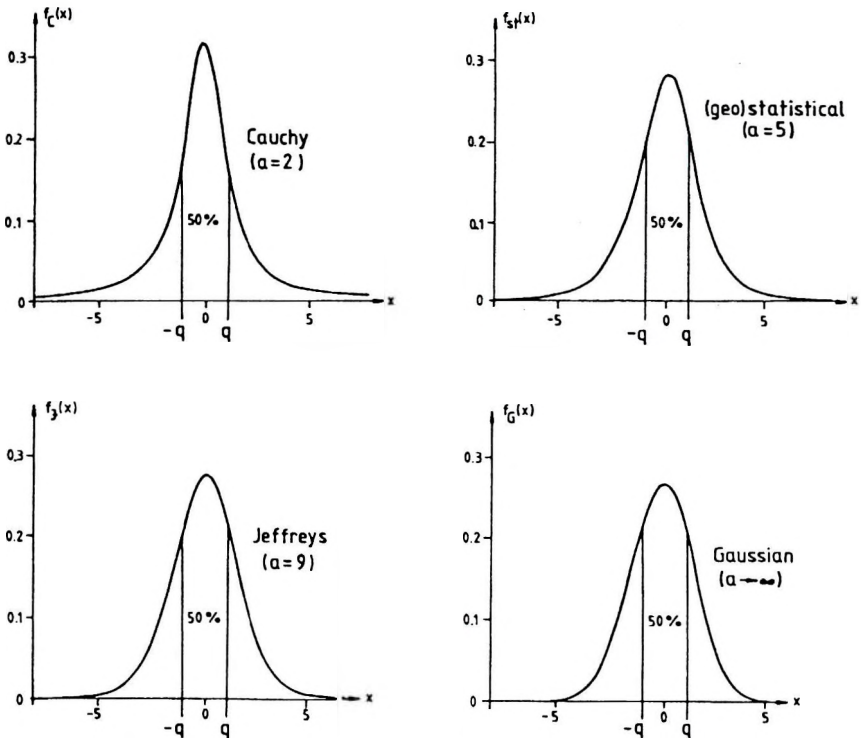 f_C(x)
0.3
0.2
0.1
0
Cauchy
(a=2)
50%
-5
0
5
x
-q
q
f_st(x)
0.3
0.2
0.1
0
(geo)statistical
(a=5)
50%
-5
0
5
x
-q
q
f_J(x)
0.3
0.2
0.1
0
Jeffreys
(a=9)
50%
-5
0
5
x
-q
q
f_G(x)
0.3
0.2
0.1
0
Gaussian
(a→∞)
50%
-5
0
5
x
-q
q